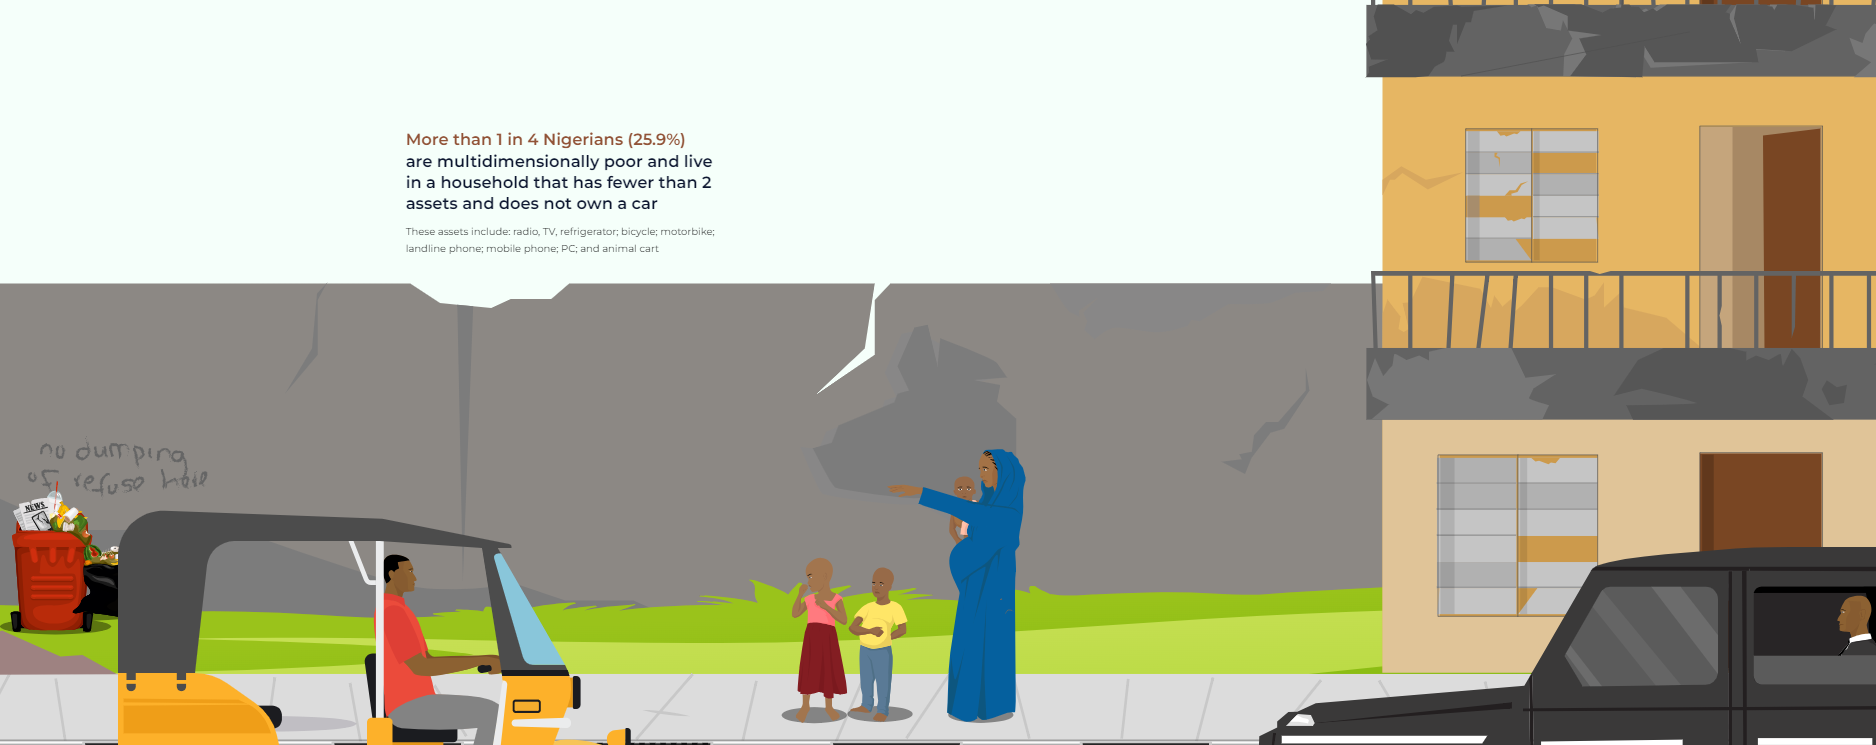 More than 1 in 4 Nigerians (25.9%)
are multidimensionally poor and live
in a household that has fewer than 2
assets and does not own a car
These assets include: radio, TV, refrigerator; bicycle; motorbike;
landline phone; mobile phone; PC; and animal cart
no dumping
of refuse
NEWS